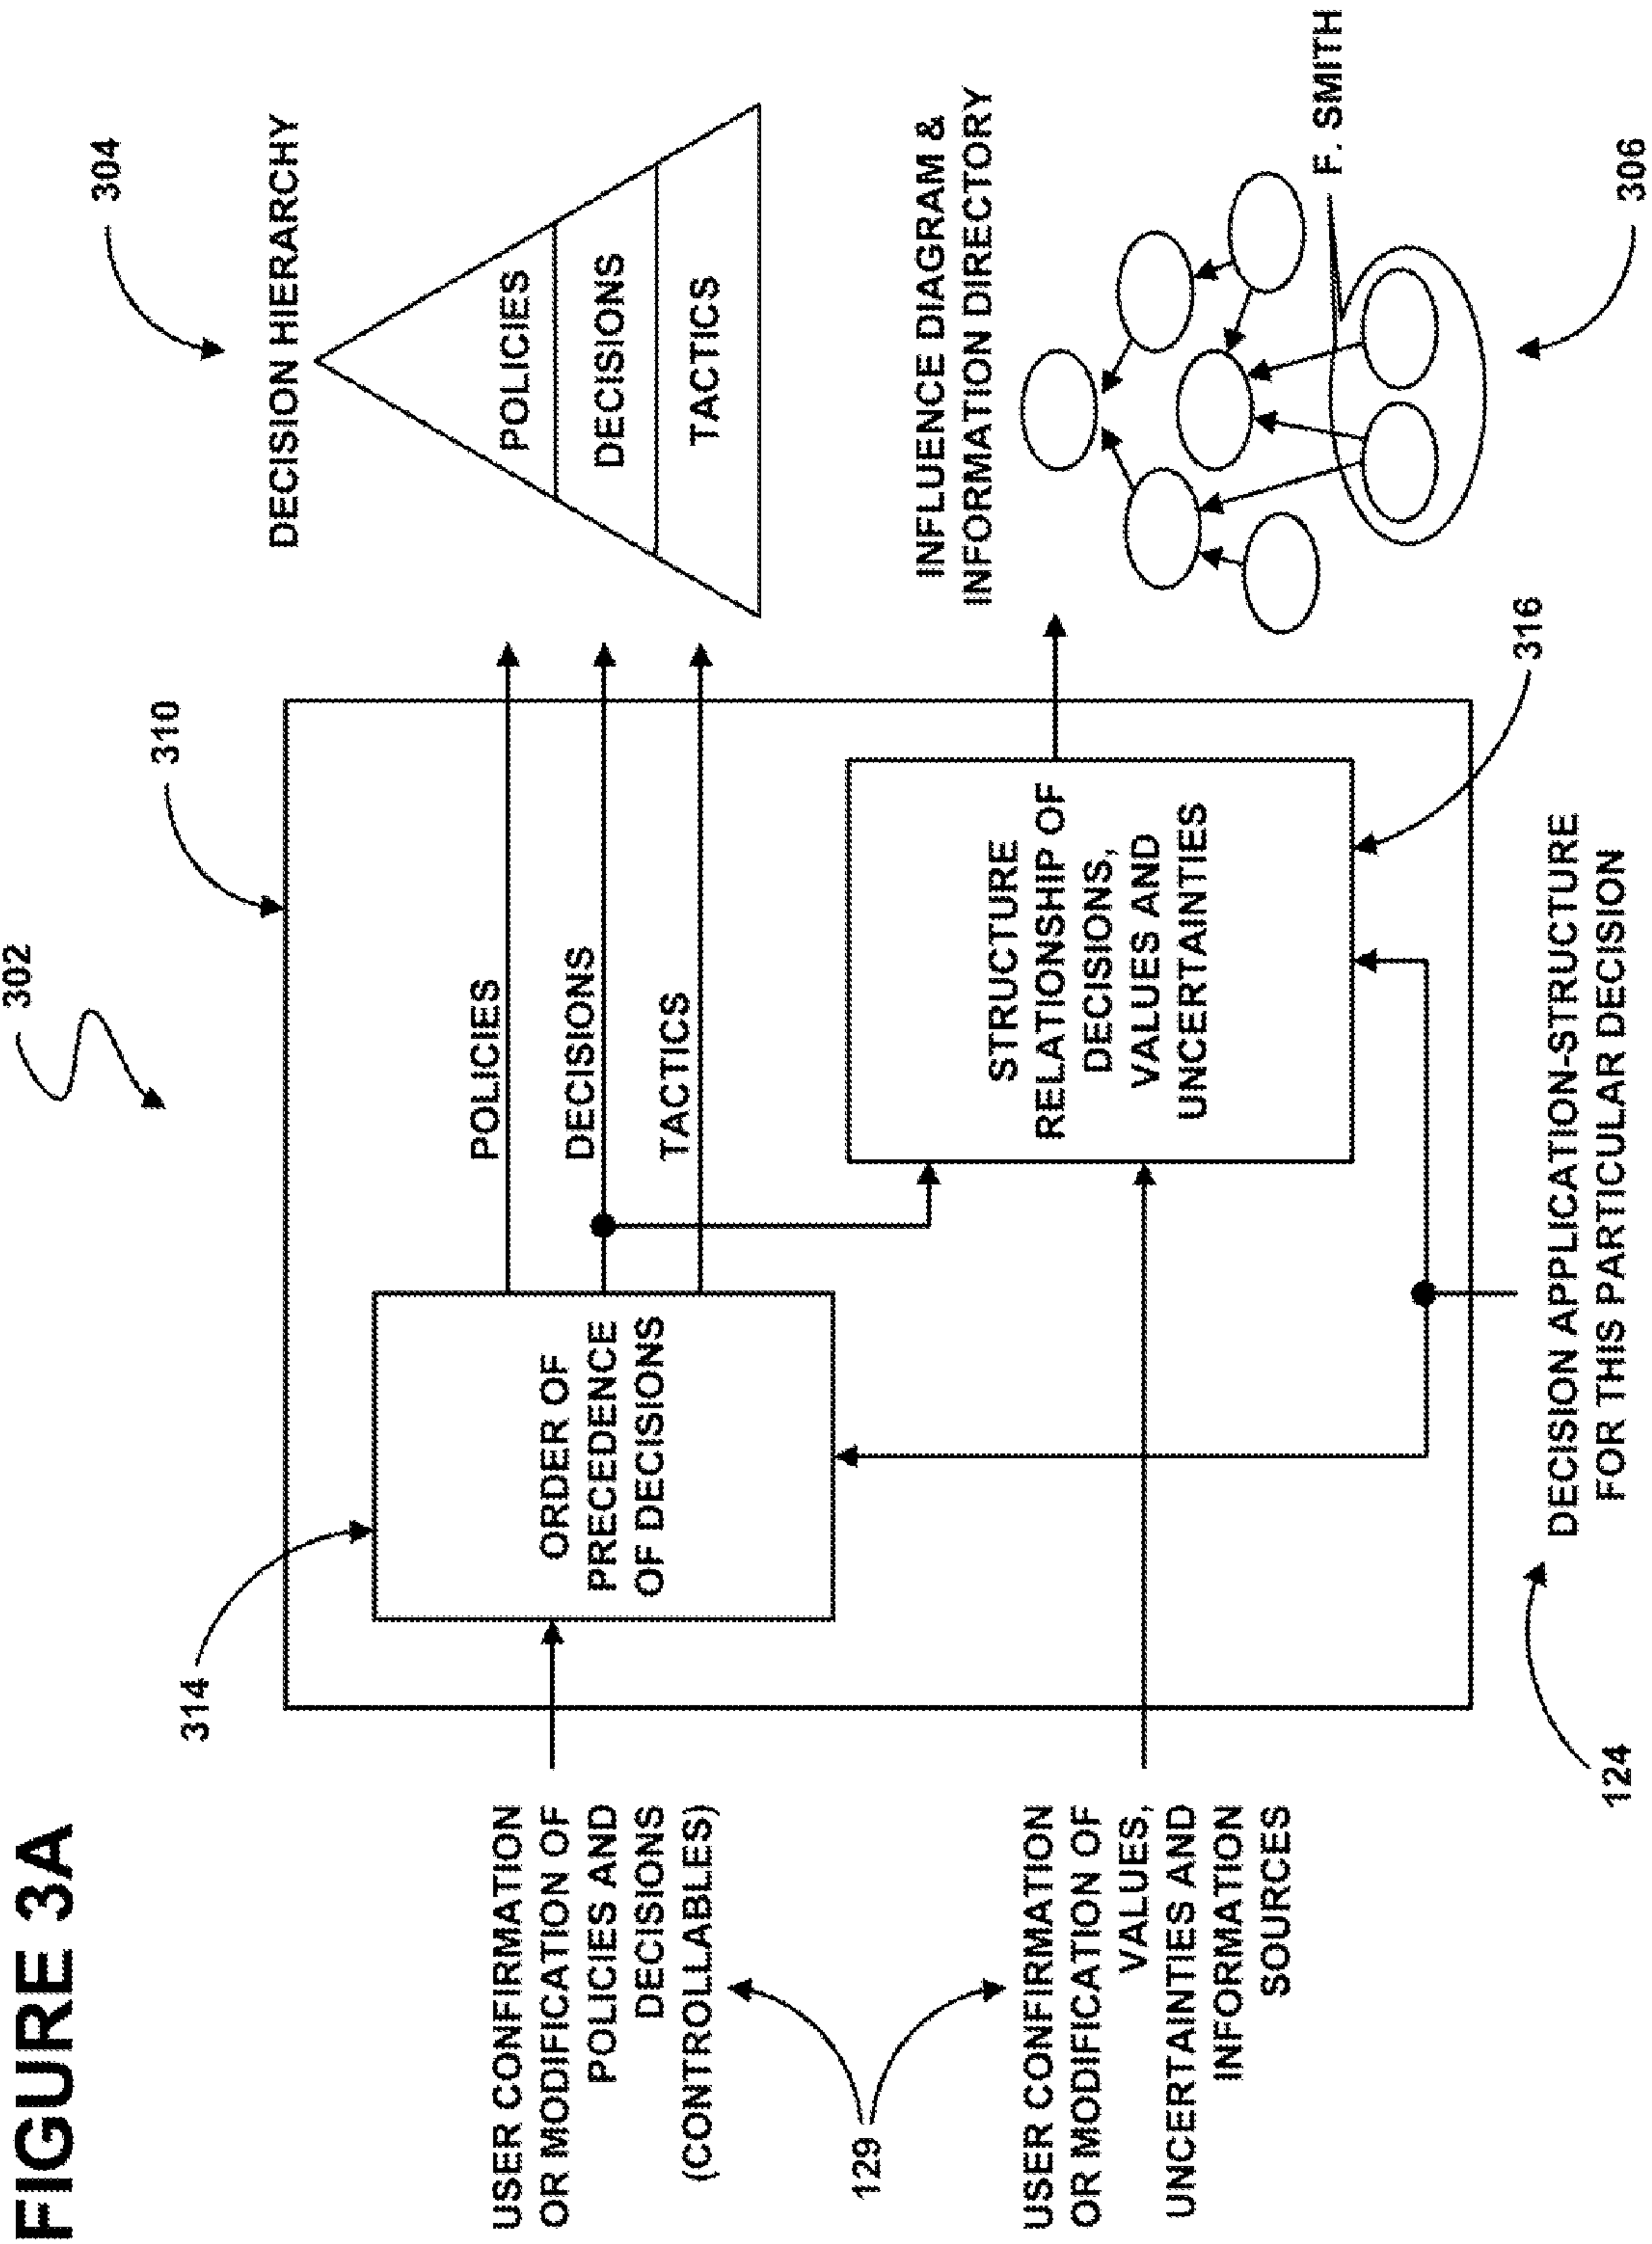 FIGURE 3A
302
310
304
314
DECISION HIERARCHY
POLICIES
DECISIONS
TACTICS
USER CONFIRMATION
OR MODIFICATION OF
POLICIES AND
DECISIONS
(CONTROLLABLES)
ORDER OF
PRECEDENCE
OF DECISIONS
POLICIES
DECISIONS
TACTICS
129
USER CONFIRMATION
OR MODIFICATION OF
VALUES,
UNCERTAINTIES AND
INFORMATION
SOURCES
STRUCTURE
RELATIONSHIP OF
DECISIONS,
VALUES AND
UNCERTAINTIES
INFLUENCE DIAGRAM &
INFORMATION DIRECTORY
F. SMITH
316
306
124
DECISION APPLICATION-STRUCTURE
FOR THIS PARTICULAR DECISION